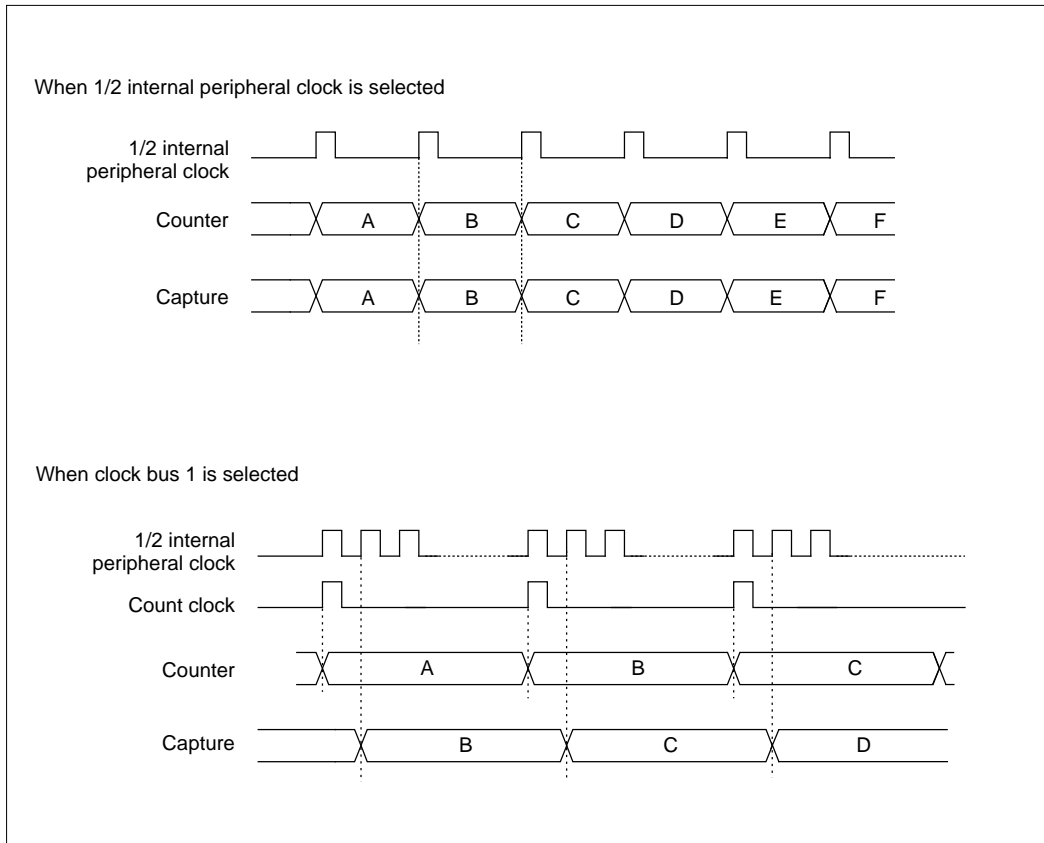 When 1/2 internal peripheral clock is selected
1/2 internal
peripheral clock
Counter
A B C D E F
Capture
A B C D E F
When clock bus 1 is selected
1/2 internal
peripheral clock
Count clock
Counter
A B C
Capture
B C D